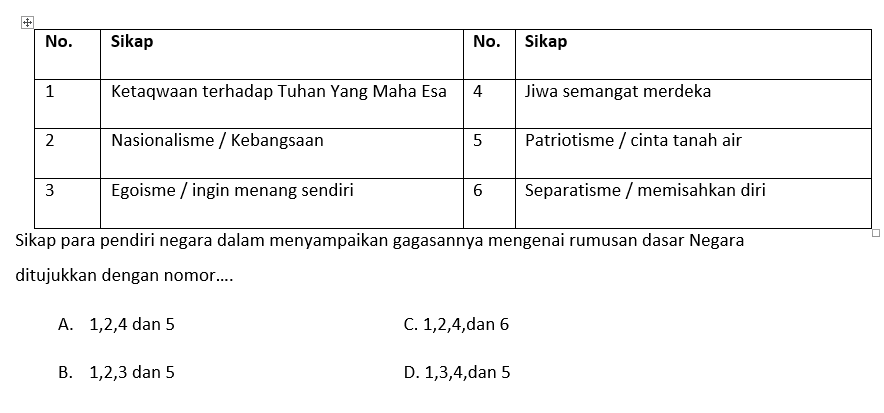 No. Sikap No. Sikap
1 Ketaqwaan terhadap Tuhan Yang Maha Esa 4 Jiwa semangat merdeka
2 Nasionalisme / Kebangsaan 5 Patriotisme / cinta tanah air
3 Egoisme / ingin menang sendiri 6 Separatisme / memisahkan diri
Sikap para pendiri negara dalam menyampaikan gagasannya mengenai rumusan dasar Negara
ditujukkan dengan nomor....
A. 1,2,4 dan 5 C. 1,2,4,dan 6
B. 1,2,3 dan 5 D. 1,3,4,dan 5